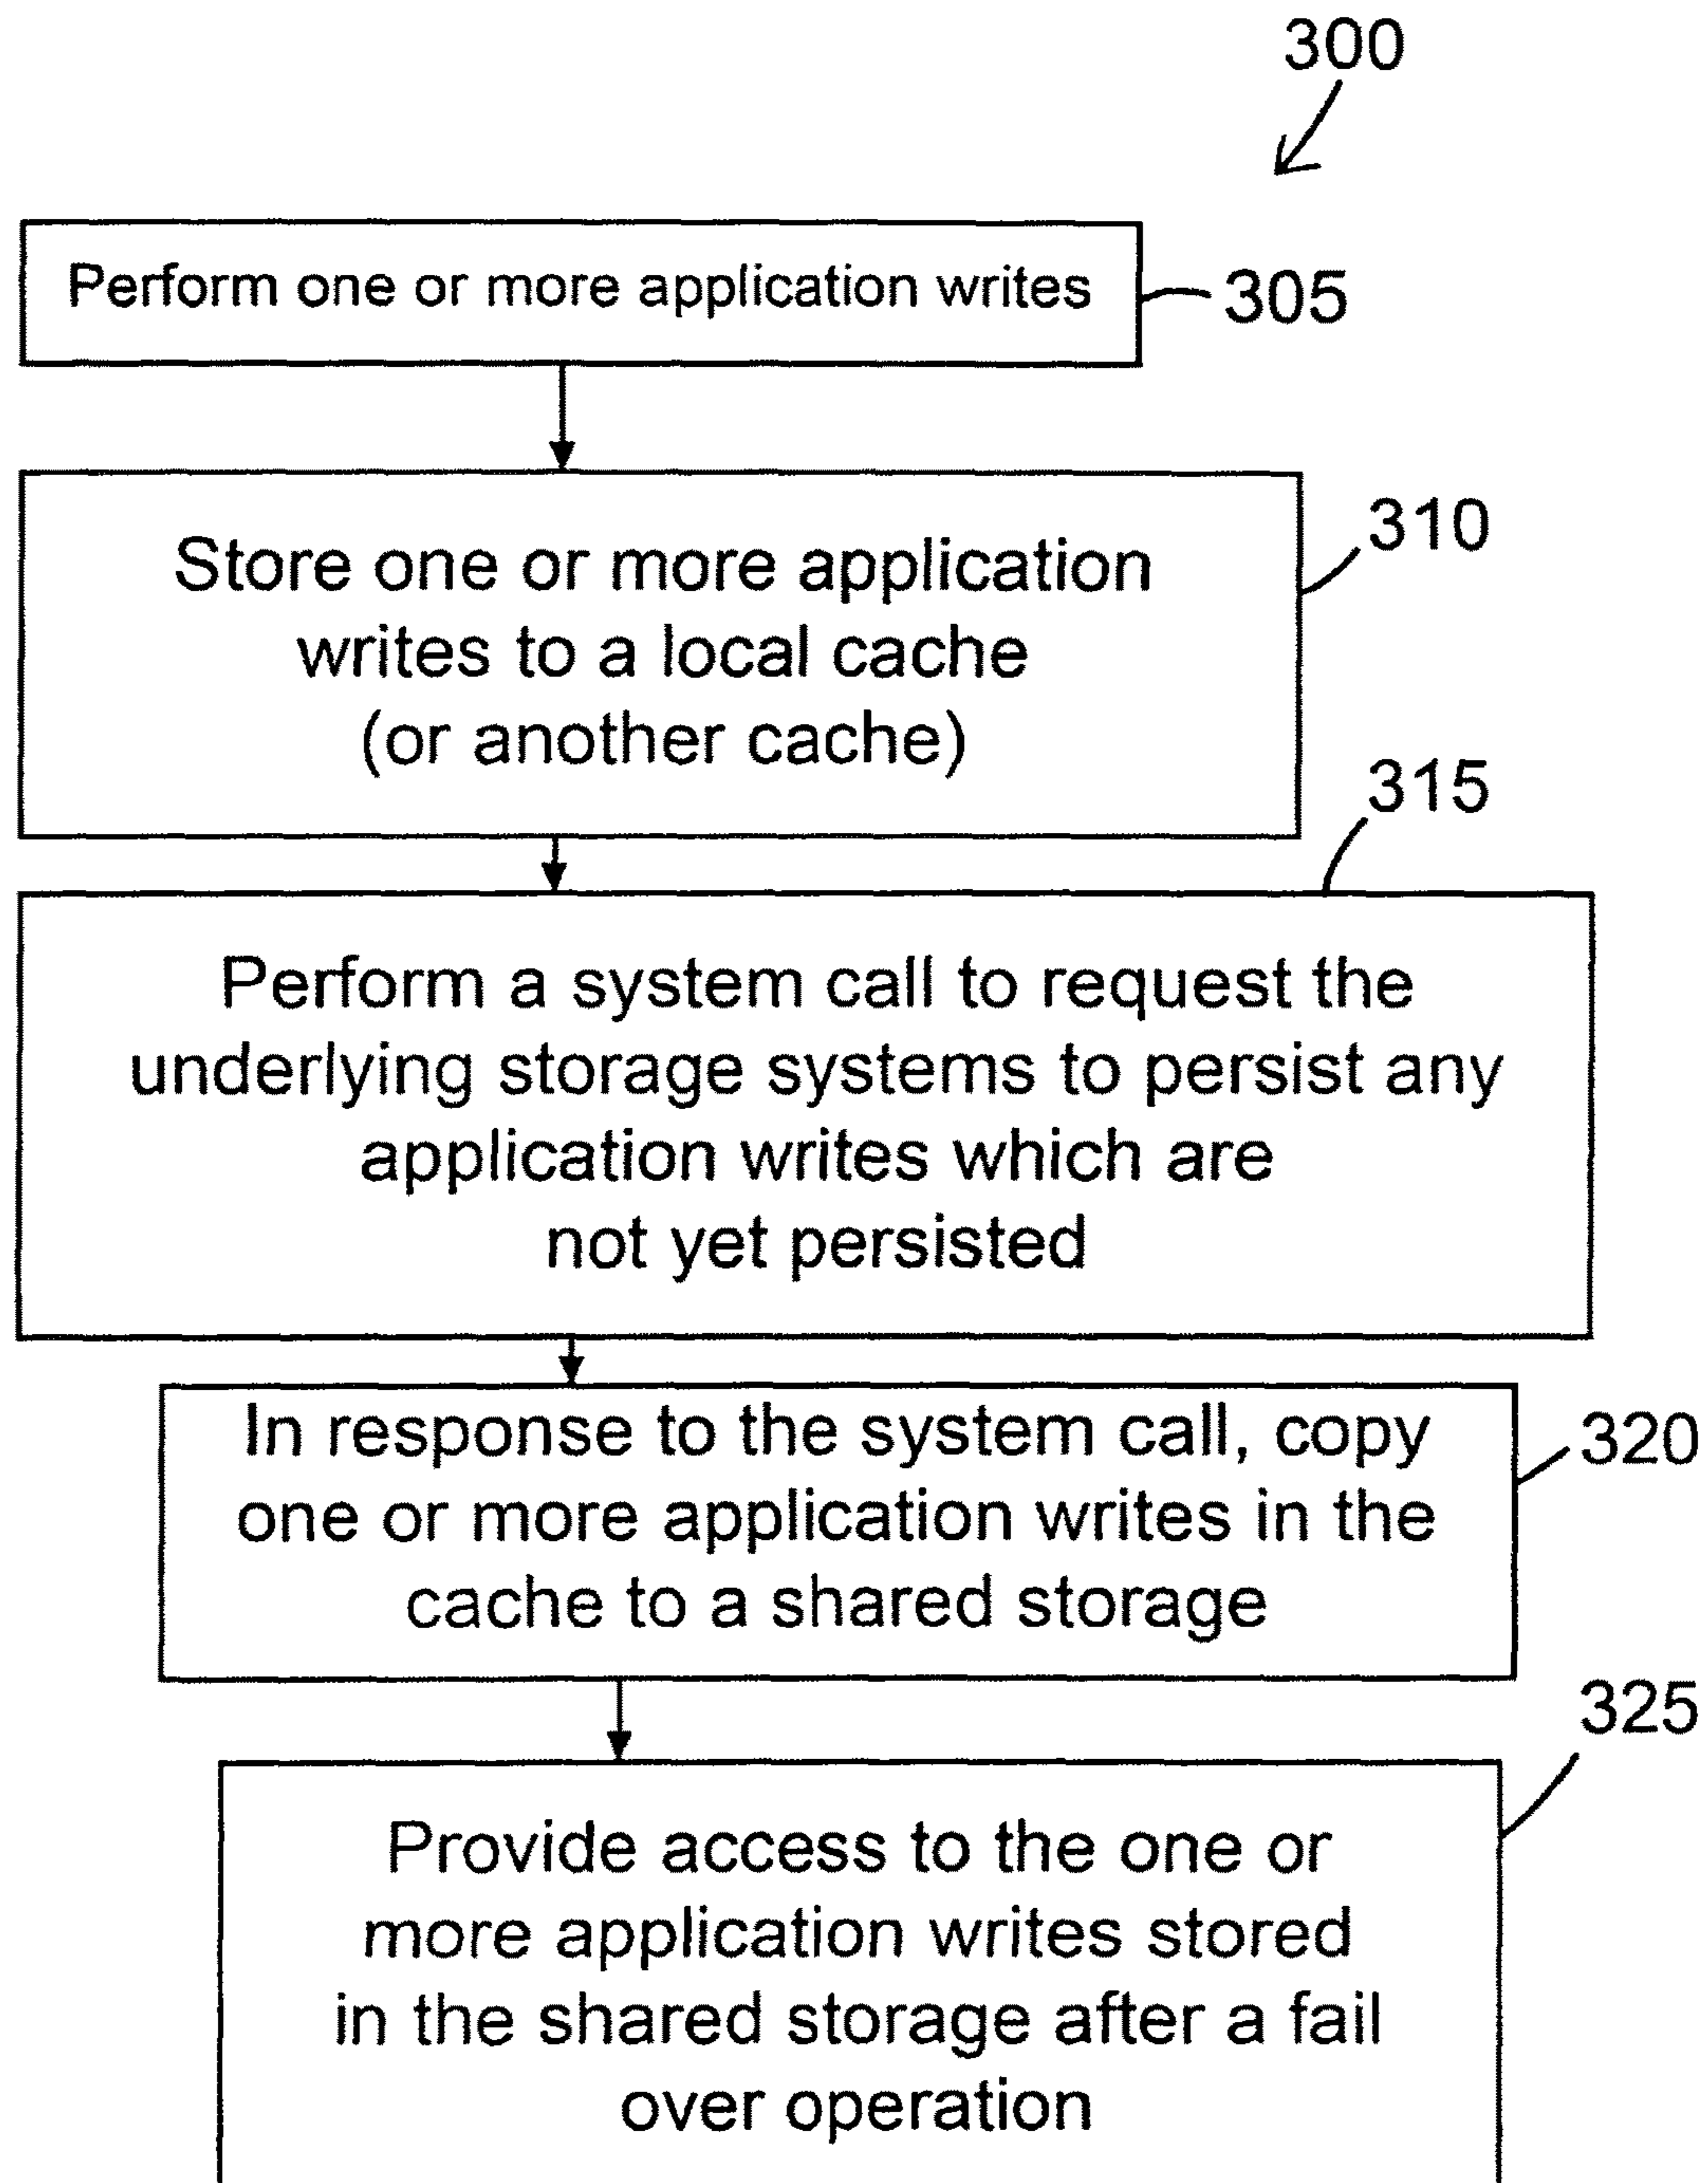 300
Perform one or more application writes
305
Store one or more application
writes to a local cache
(or another cache)
310
315
Perform a system call to request the
underlying storage systems to persist any
application writes which are
not yet persisted
In response to the system call, copy
one or more application writes in the
cache to a shared storage
320
325
Provide access to the one or
more application writes stored
in the shared storage after a fail
over operation